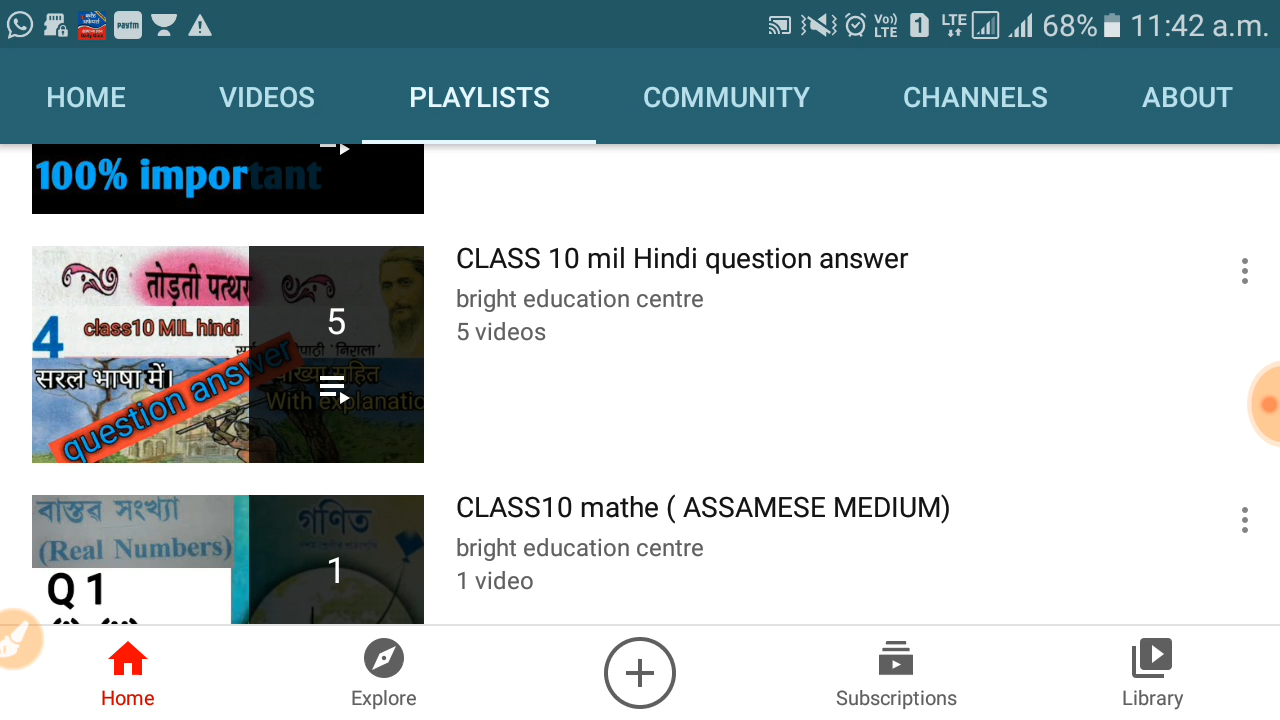 68% 11:42 a.m.
HOME VIDEOS PLAYLISTS COMMUNITY CHANNELS ABOUT
100% important
तोड़ती पत्थर
4 class10 MIL hindi
सरल भाषा में।
question answer
With explanatio
5
CLASS 10 mil Hindi question answer
bright education centre
5 videos
বাস্তৱ সংখ্যা
(Real Numbers)
গণিত
Q 1
1
CLASS10 mathe ( ASSAMESE MEDIUM)
bright education centre
1 video
Home Explore Subscriptions Library